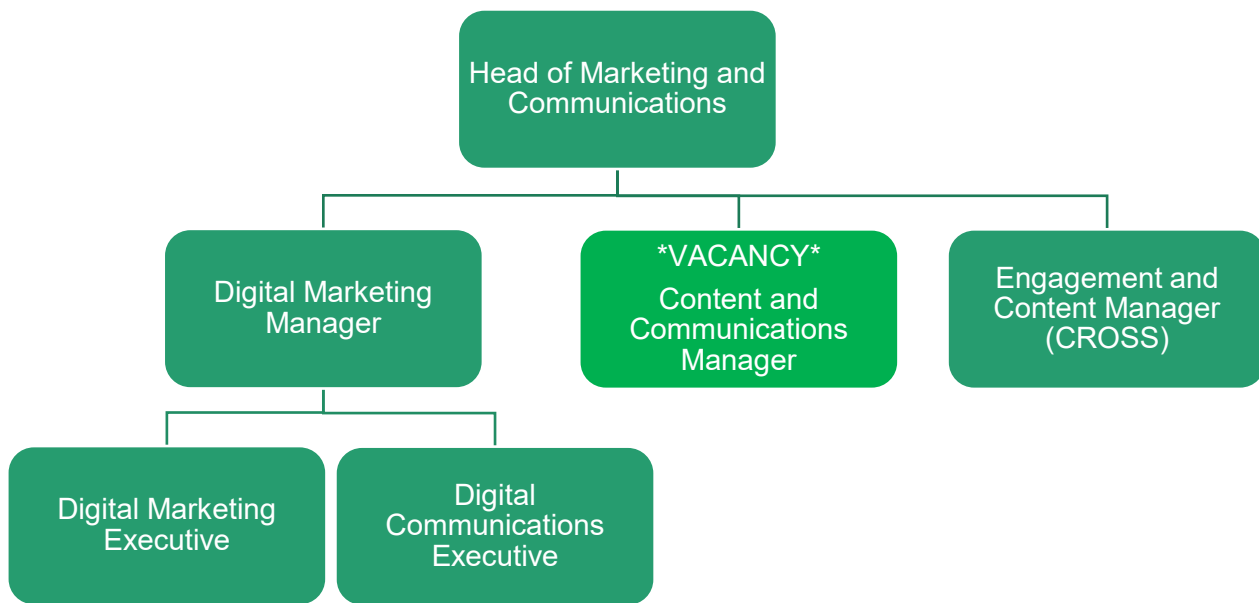 Head of Marketing and
Communications
Digital Marketing
Manager
*VACANCY*
Content and
Communications
Manager
Engagement and
Content Manager
(CROSS)
Digital Marketing
Executive
Digital
Communications
Executive